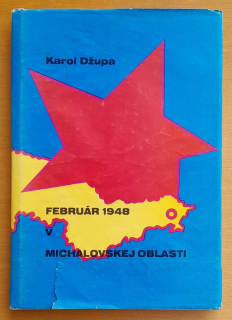 Karol Džupa
FEBRUÁR 1948
V
MICHALOVSKEJ OBLASTI